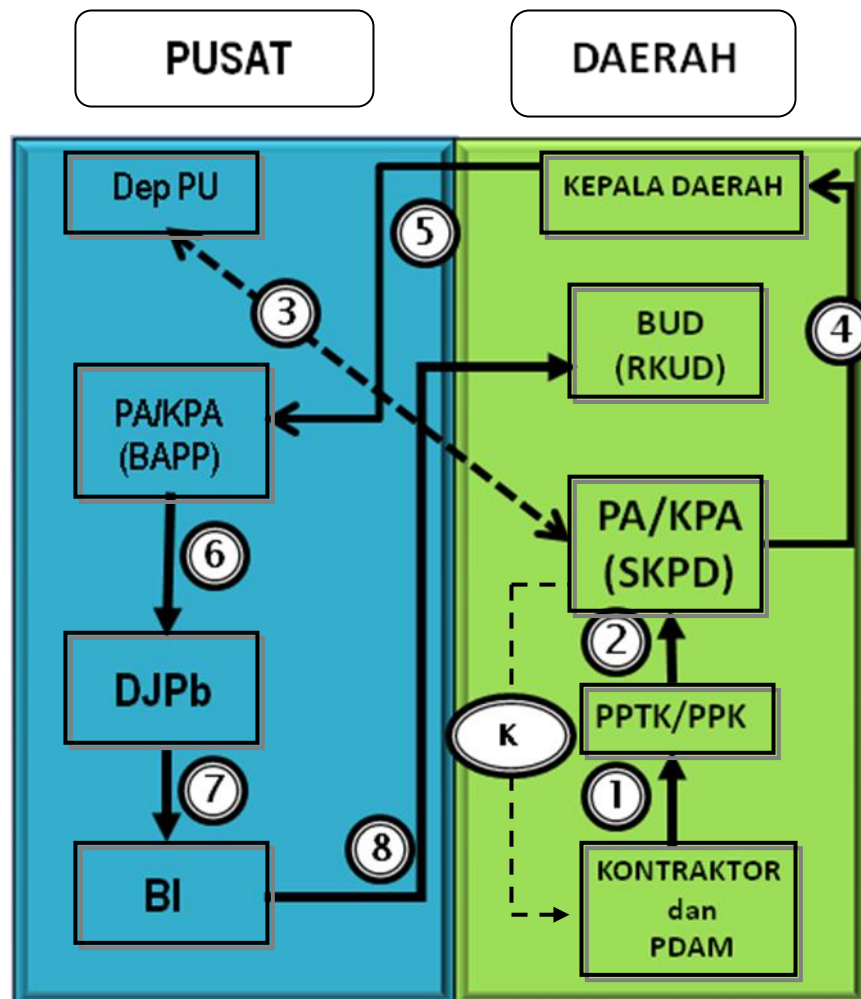 PUSAT
DAERAH
Dep PU
KEPALA DAERAH
5
3
BUD
(RKUD)
4
PA/KPA
(BAPP)
PA/KPA
(SKPD)
6
2
DJPb
PPTK/PPK
K
7
1
8
BI
KONTRAKTOR
dan
PDAM